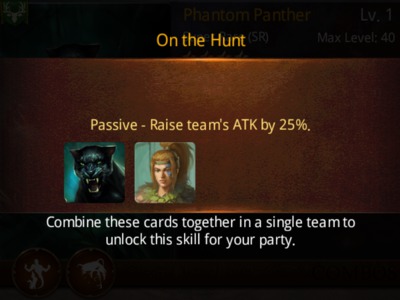 Phantom Panther
Lv. 1
On the Hunt
(SR)
Max Level: 40
Passive - Raise team's ATK by 25%.
Combine these cards together in a single team to
unlock this skill for your party.